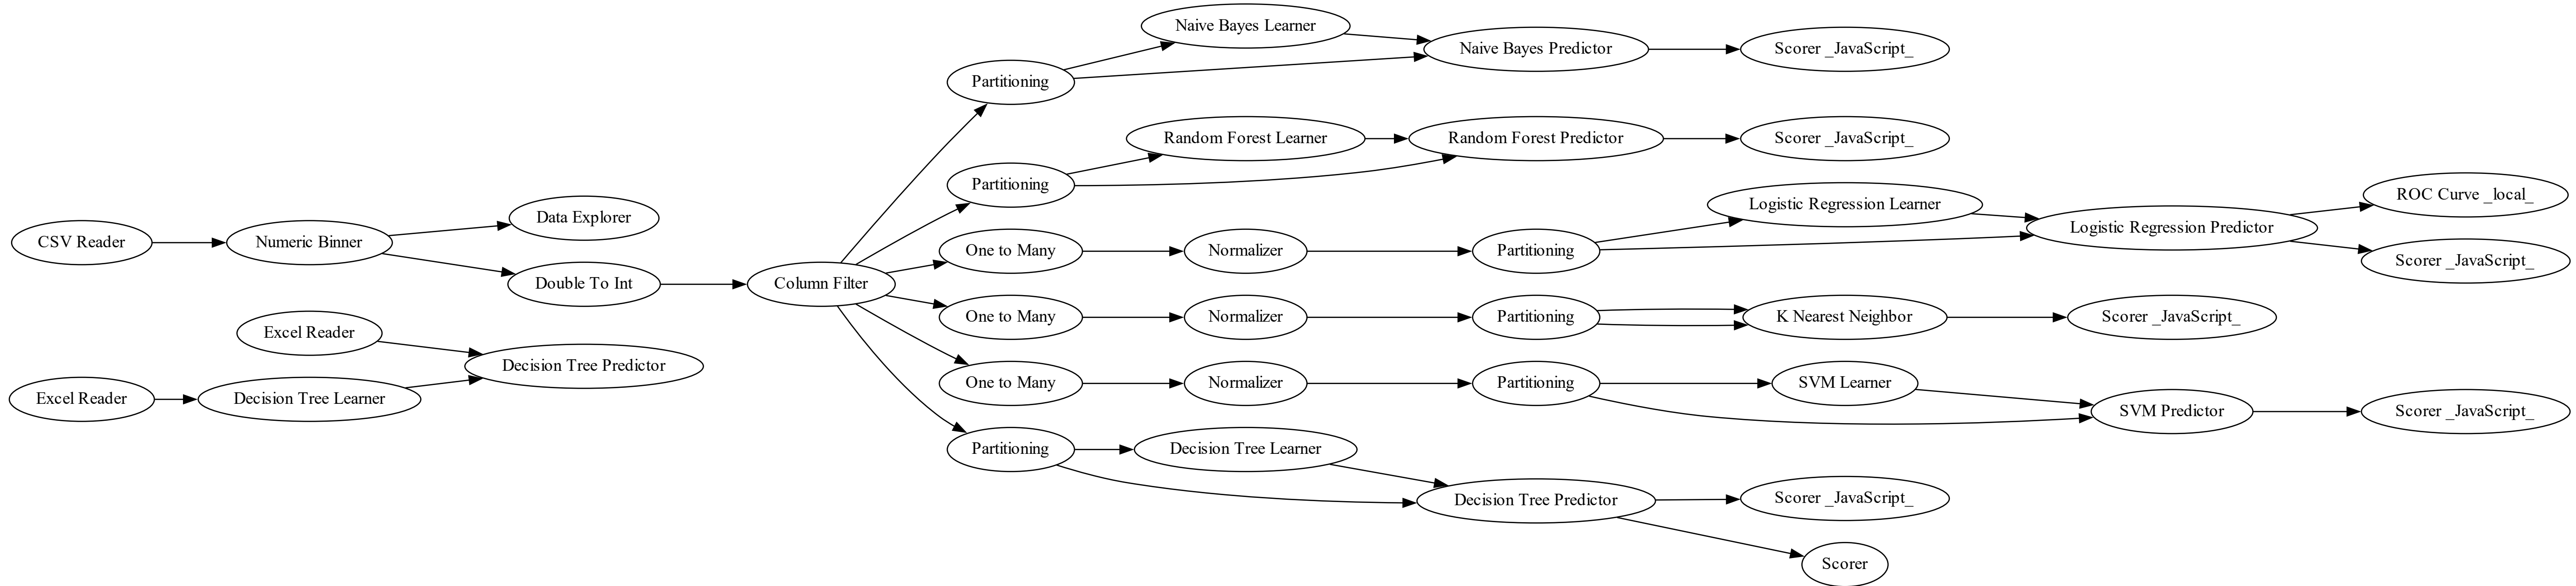 Naive Bayes Learner
Naive Bayes Predictor
Scorer _JavaScript_
Partitioning
Random Forest Learner
Random Forest Predictor
Scorer _JavaScript_
Partitioning
Logistic Regression Learner
ROC Curve _local_
Data Explorer
Logistic Regression Predictor
CSV Reader
Numeric Binner
One to Many
Normalizer
Partitioning
Scorer _JavaScript_
Double To Int
Column Filter
One to Many
Normalizer
Partitioning
K Nearest Neighbor
Scorer _JavaScript_
Excel Reader
Decision Tree Predictor
One to Many
Normalizer
Partitioning
SVM Learner
Excel Reader
Decision Tree Learner
SVM Predictor
Scorer _JavaScript_
Partitioning
Decision Tree Learner
Decision Tree Predictor
Scorer _JavaScript_
Scorer